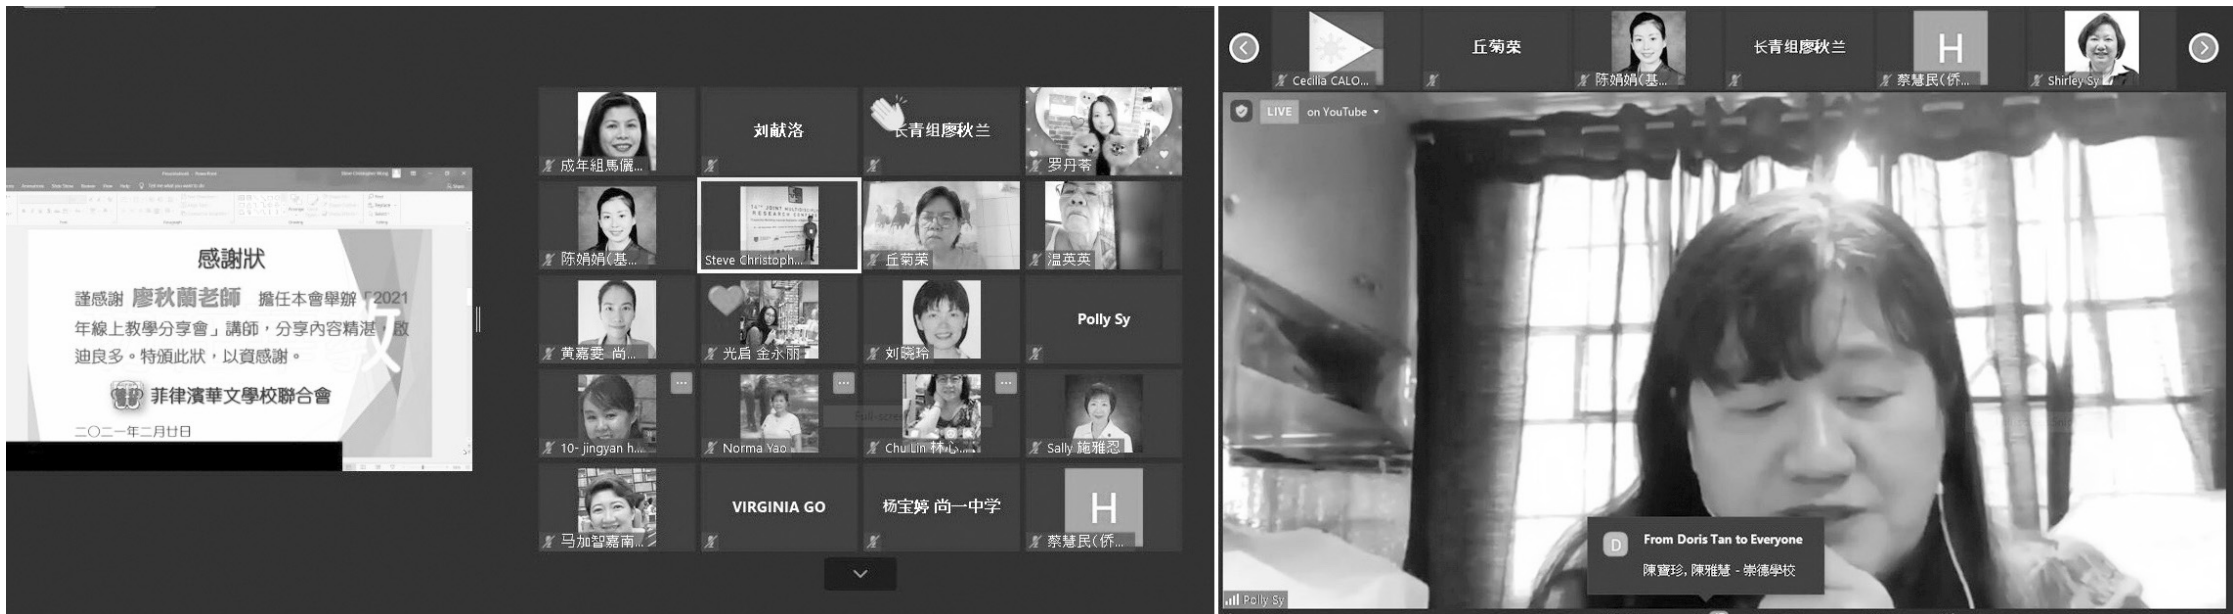 感謝狀
謹感謝 廖秋蘭老師 擔任本會舉辦「2021
年線上教學分享會」講師，分享內容精湛，啟
迪良多。特頒此狀，以資感謝。
菲律濱華文學校聯合會
二〇二一年二月廿日
成年組馬儷...
刘献洛
长青组廖秋兰
罗丹苓
陈娟娟(基...
Steve Christoph...
丘菊荣
温英英
黄嘉雯 尚...
光启 金永丽
刘晓玲
Polly Sy
10- jingyan h...
Norma Yao
Chu Lin 林心...
Sally 施雅忍
马加智嘉南...
VIRGINIA GO
杨宝婷 尚一中学
H
蔡慧民(侨...
Cecilia CALO...
丘菊荣
陈娟娟(基...
长青组廖秋兰
H
蔡慧民(侨...
Shirley Sy
LIVE on YouTube
D
From Doris Tan to Everyone
陳寶珍, 陳雅慧 - 崇德學校
Polly Sy